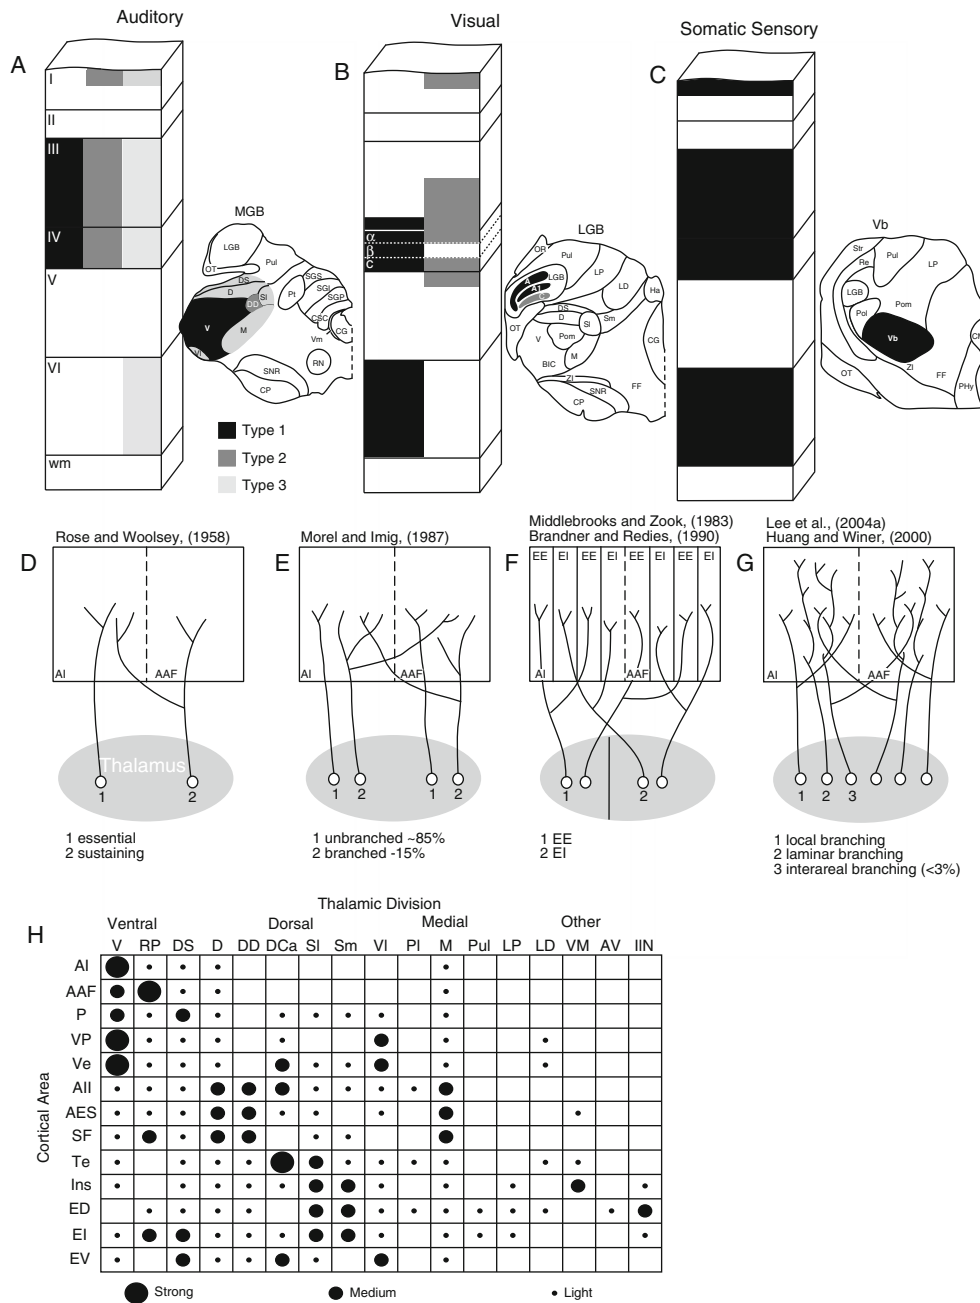 Auditory
Visual
Somatic Sensory
A
I
II
III
IV
V
VI
wm
MGB
LGB
Pul
OT
DS
D
SI
DD
V
M
VI
Pt
SGS
SGI
SGP
CSC
CG
Vm
RN
SNR
CP
Type 1
Type 2
Type 3
B
α
β
c
LGB
OR
Pul
LP
A
LGB
A1
C
LD
Ha
DS
D
SI
Sm
OT
V
Pom
M
BIC
CG
ZI
SNR
FF
CP
C
Vb
Str
Re
Pul
LP
LGB
Pol
Pom
Vb
ZI
OT
FF
PHy
D
Rose and Woolsey, (1958)
AI
AAF
Thalamus
1
2
1 essential
2 sustaining
E
Morel and Imig, (1987)
AI
AAF
1
2
1
2
1 unbranched ~85%
2 branched -15%
F
Middlebrooks and Zook, (1983)
Brandner and Redies, (1990)
EE EI EE EI EE EI EE EI
AI
AAF
1
2
1 EE
2 EI
G
Lee et al., (2004a)
Huang and Winer, (2000)
AI
AAF
1
2
3
1 local branching
2 laminar branching
3 interareal branching (<3%)
H
Thalamic Division
Ventral Dorsal Medial Other
V RP DS D DD DCa SI Sm VI PI M Pul LP LD VM AV IIN
Cortical Area
AI
AAF
P
VP
Ve
AII
AES
SF
Te
Ins
ED
EI
EV
Strong
Medium
Light